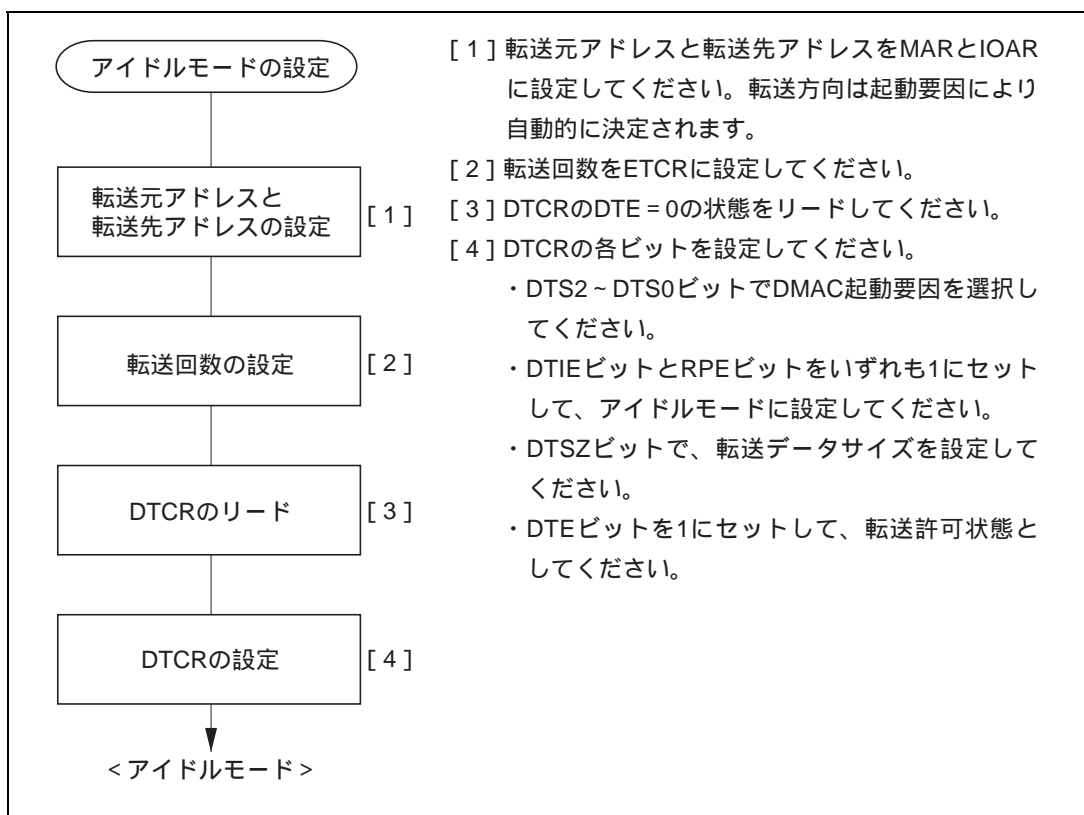 アイドルモードの設定
転送元アドレスと
転送先アドレスの設定
[1]
転送回数の設定
[2]
DTCRのリード
[3]
DTCRの設定
[4]
<アイドルモード>
[1]転送元アドレスと転送先アドレスをMARとIOAR
に設定してください。転送方向は起動要因により
自動的に決定されます。
[2]転送回数をETCRに設定してください。
[3]DTCRのDTE=0の状態をリードしてください。
[4]DTCRの各ビットを設定してください。
・DTS2~DTS0ビットでDMAC起動要因を選択し
てください。
・DTIEビットとRPEビットをいずれも1にセット
して、アイドルモードに設定してください。
・DTSZビットで、転送データサイズを設定して
ください。
・DTEビットを1にセットして、転送許可状態と
してください。